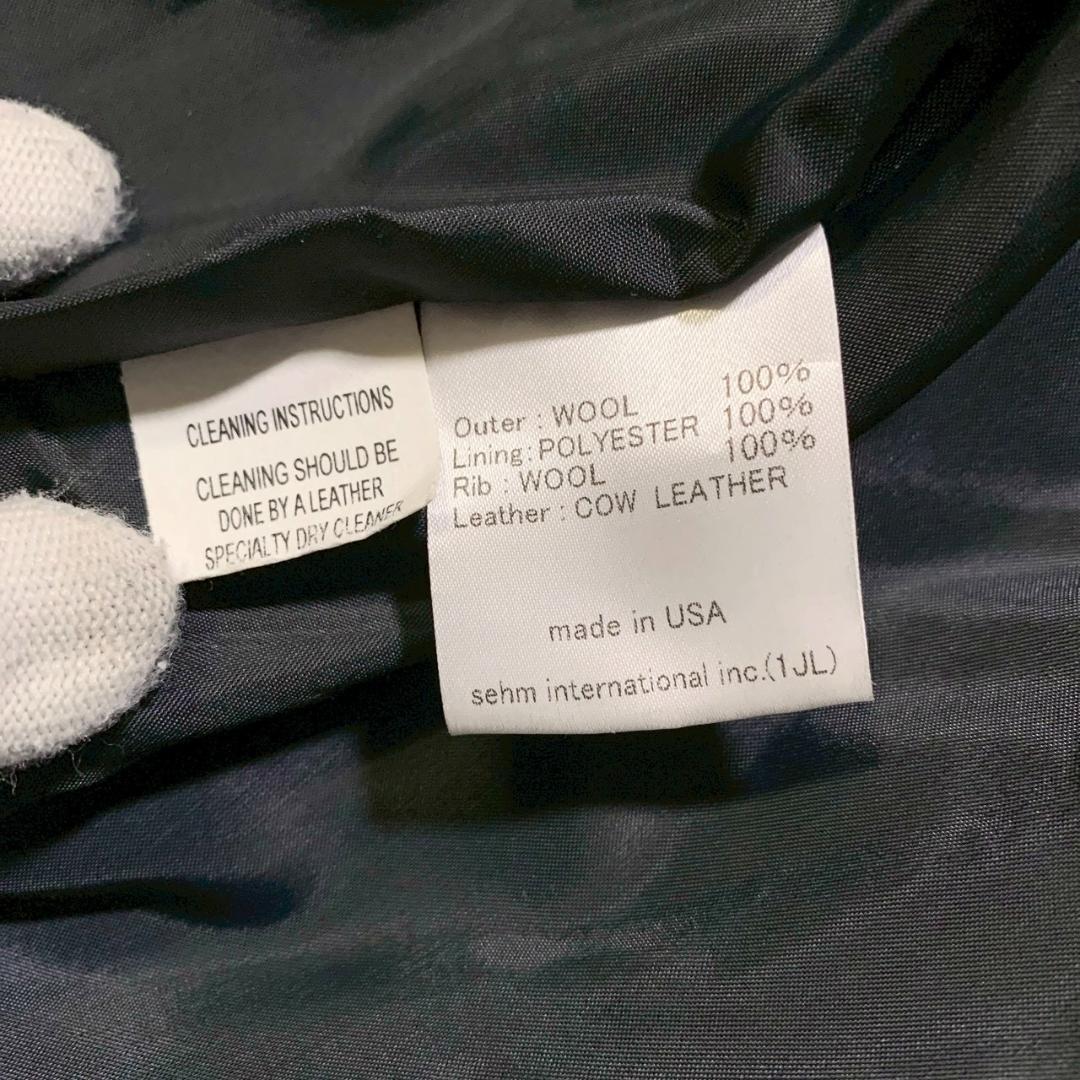 CLEANING INSTRUCTIONS
CLEANING SHOULD BE
DONE BY A LEATHER
SPECIALTY DRY CLEANER
Outer : WOOL 100%
Lining: POLYESTER 100%
Rib : WOOL 100%
Leather : COW LEATHER
made in USA
sehm international inc.(1JL)